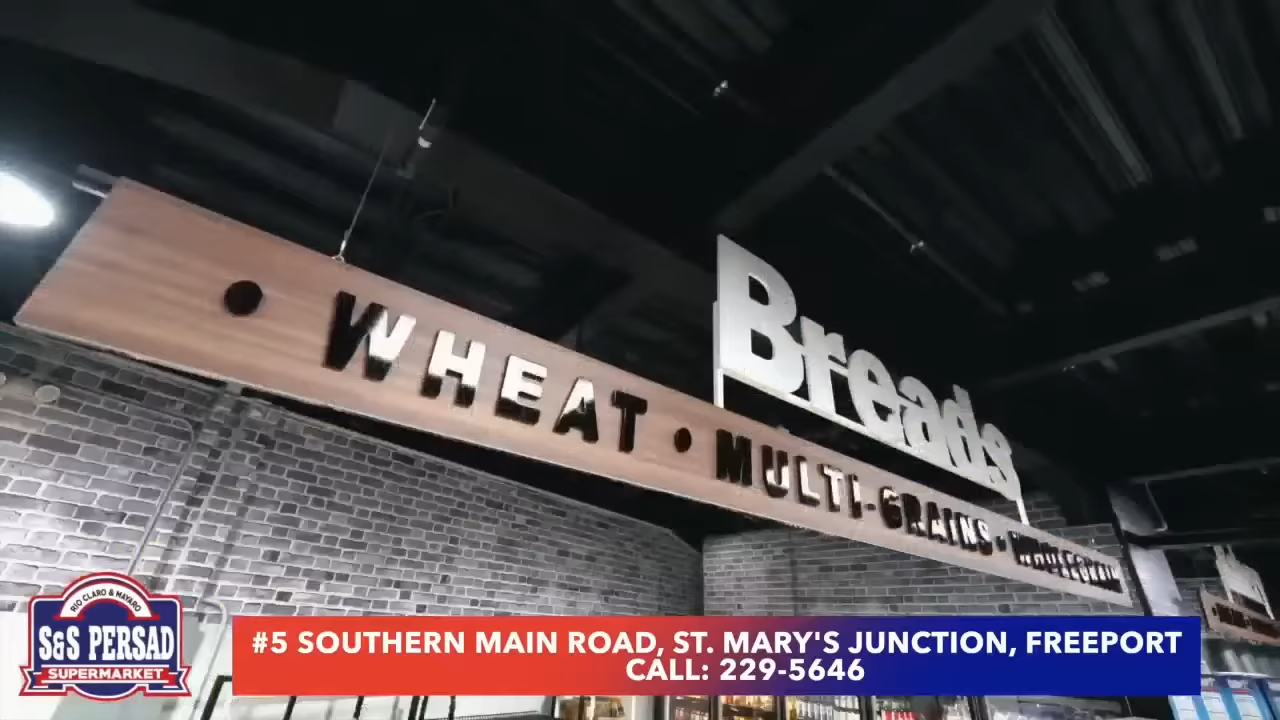 Breads
• WHEAT • MULTI-GRAINS • WHOLEGRAIN
RIO CLARO & MAYARO
S&S PERSAD
SUPERMARKET
#5 SOUTHERN MAIN ROAD, ST. MARY'S JUNCTION, FREEPORT
CALL: 229-5646